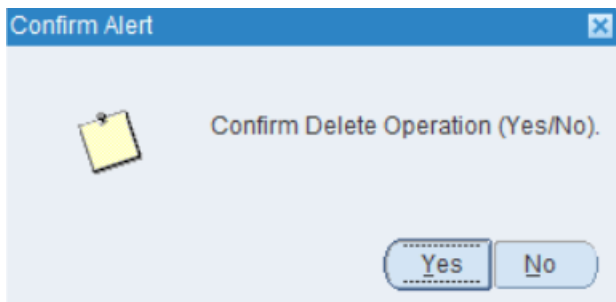 Confirm Alert
Confirm Delete Operation (Yes/No).
Yes No